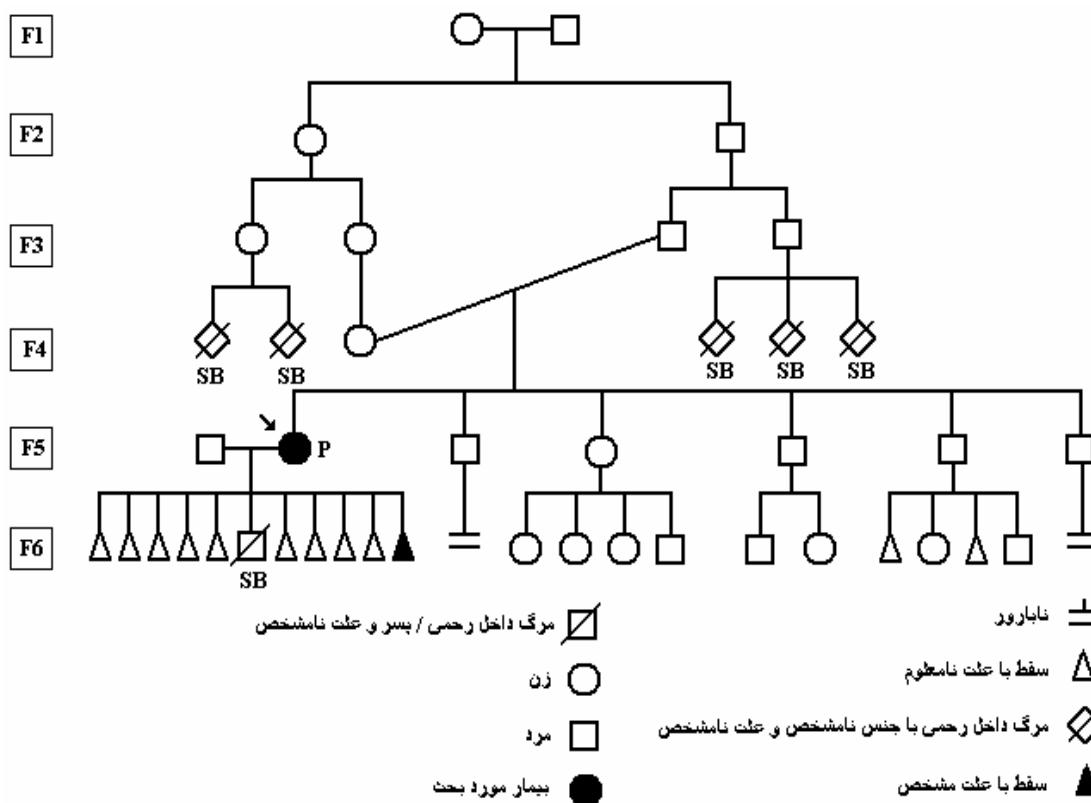 F1
F2
F3
F4
SB SB SB SB SB
F5
P
F6
SB
مرگ داخل رحمی / پسر و علت نامشخص
نابارور
زن
سقط با علت نامعلوم
مرد
مرگ داخل رحمی با جنس نامشخص و علت نامشخص
بیمار مورد بحث
سقط با علت مشخص